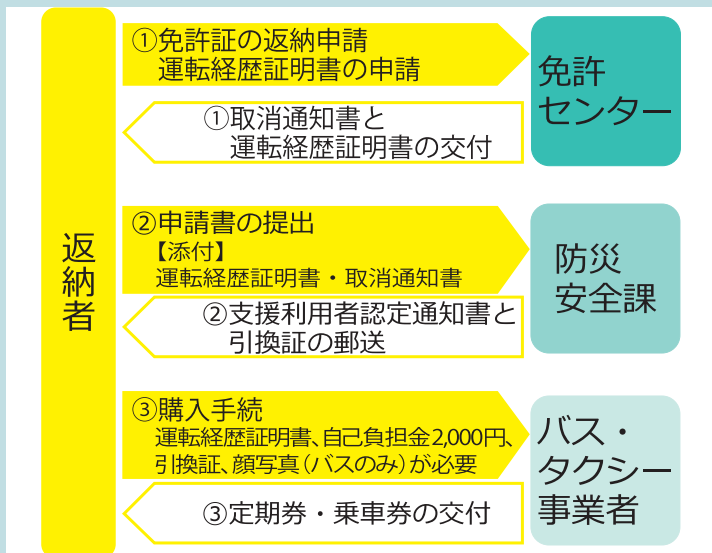 返納者
①免許証の返納申請
運転経歴証明書の申請
免許
センター
①取消通知書と
運転経歴証明書の交付
②申請書の提出
【添付】
運転経歴証明書・取消通知書
防災
安全課
②支援利用者認定通知書と
引換証の郵送
③購入手続
運転経歴証明書、自己負担金2,000円、
引換証、顔写真(バスのみ)が必要
バス・
タクシー
事業者
③定期券・乗車券の交付